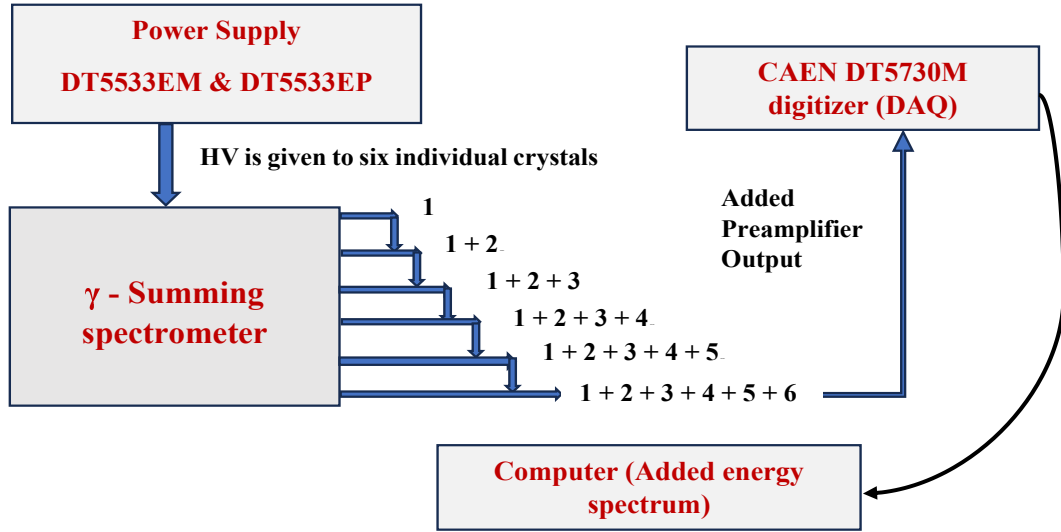 Power Supply
DT5533EM & DT5533EP
CAEN DT5730M
digitizer (DAQ)
HV is given to six individual crystals
γ - Summing
spectrometer
1
1 + 2
1 + 2 + 3
1 + 2 + 3 + 4
1 + 2 + 3 + 4 + 5
1 + 2 + 3 + 4 + 5 + 6
Added
Preamplifier
Output
Computer (Added energy
spectrum)